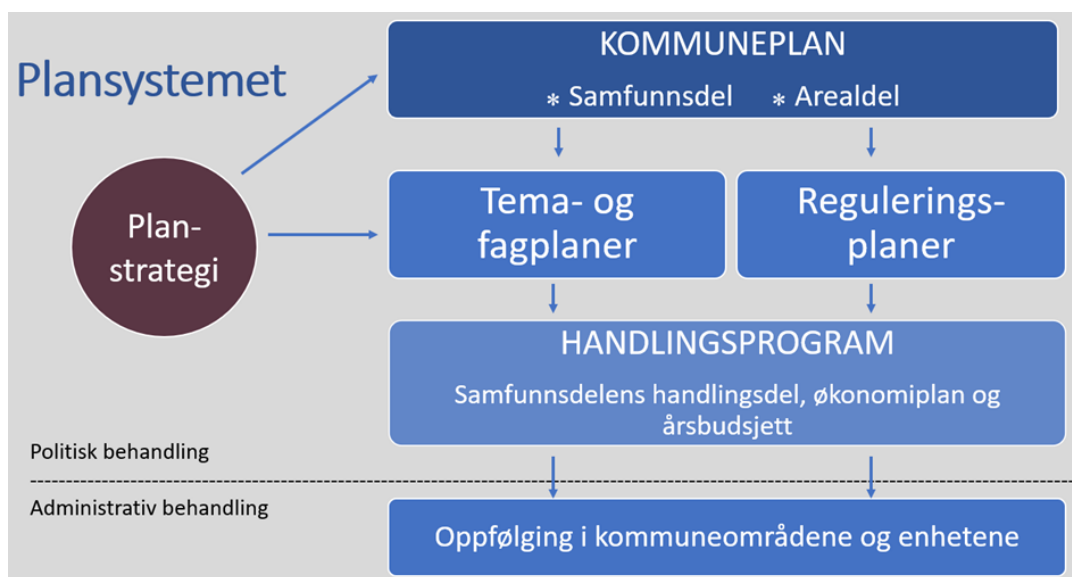 Plansystemet
KOMMUNEPLAN
* Samfunnsdel * Arealdel
Plan-
strategi
Tema- og
fagplaner
Regulerings-
planer
HANDLINGSPROGRAM
Samfunnsdelens handlingsdel, økonomiplan og
årsbudsjett
Politisk behandling
Administrativ behandling
Oppfølging i kommuneområdene og enhetene